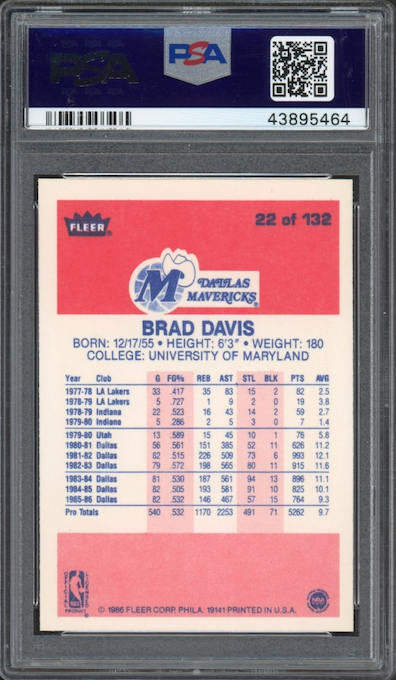 PSA
PSA
43895464
FLEER
22 of 132
M
DALLAS
MAVERICKS
BRAD DAVIS
BORN: 12/17/55 • HEIGHT: 6'3" • WEIGHT: 180
COLLEGE: UNIVERSITY OF MARYLAND
Year Club G FG% REB AST STL BLK PTS AVG
1977-78 LA Lakers 33 .417 35 83 15 2 82 2.5
1978-79 LA Lakers 5 .727 1 9 2 0 19 3.8
1978-79 Indiana 22 .523 16 43 14 2 59 2.7
1979-80 Indiana 5 .286 2 5 3 0 7 1.4
1979-80 Utah 13 .589 15 45 10 1 76 5.8
1980-81 Dallas 56 .561 151 385 52 11 626 11.2
1981-82 Dallas 82 .515 226 509 73 6 993 12.1
1982-83 Dallas 79 .572 198 565 80 11 915 11.6
1983-84 Dallas 81 .530 187 561 94 13 896 11.1
1984-85 Dallas 82 .505 193 581 91 10 825 10.1
1985-86 Dallas 82 .532 146 467 57 15 764 9.3
Pro Totals 540 .532 1170 2253 491 71 5262 9.7
OFFICIAL LICENSED
NBA
PRODUCT
© 1986 FLEER CORP. PHILA. 19141 PRINTED IN U.S.A.
NBA